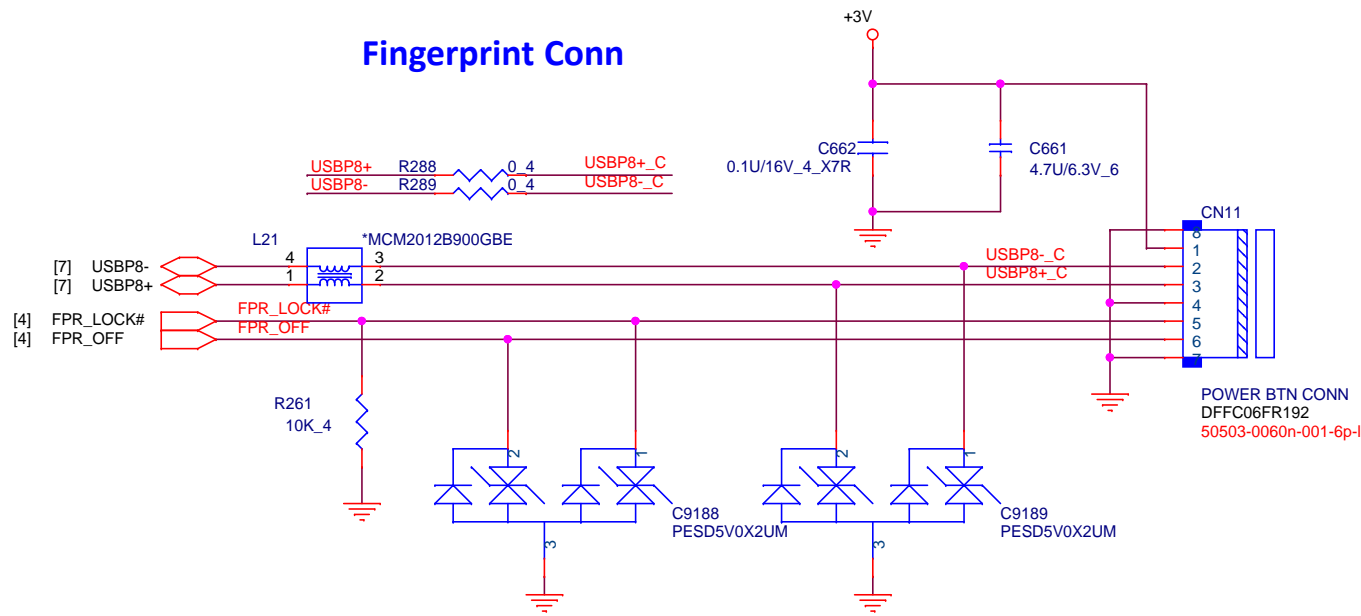 +3V
Fingerprint Conn
C662
0.1U/16V_4_X7R
C661
4.7U/6.3V_6
USBP8+ R288 0_4 USBP8+_C
USBP8- R289 0_4 USBP8-_C
CN11
L21 *MCM2012B900GBE
[7] USBP8- 4 3 USBP8-_C
[7] USBP8+ 1 2 USBP8+_C
[4] FPR_LOCK# FPR_LOCK#
[4] FPR_OFF FPR_OFF
8
1
2
3
4
5
6
7
POWER BTN CONN
DFFC06FR192
50503-0060n-001-6p-l
R261
10K_4
2 1 2 1
C9188
PESD5V0X2UM
C9189
PESD5V0X2UM
3 3